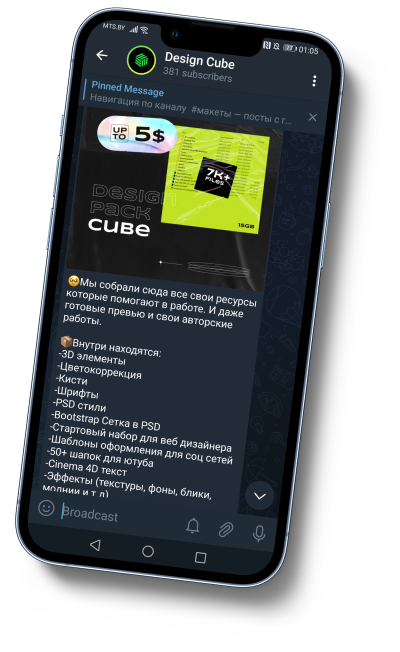 MTS.BY
01:05
Design Cube
381 subscribers
Pinned Message
Навигация по каналу #макеты — посты с г...
UP TO 5$
7K+
FILES
DESIGN
PACK
CUBE
15GB
🥺Мы собрали сюда все свои ресурсы
которые помогают в работе. И даже
готовые превью и свои авторские
работы.
📦Внутри находятся:
-3D элементы
-Цветокоррекция
-Кисти
-Шрифты
-PSD стили
-Bootstrap Сетка в PSD
-Стартовый набор для веб дизайнера
-Шаблоны оформления для соц сетей
-50+ шапок для ютуба
-Cinema 4D текст
-Эффекты (текстуры, фоны, блики,
молнии и т.д)
Broadcast